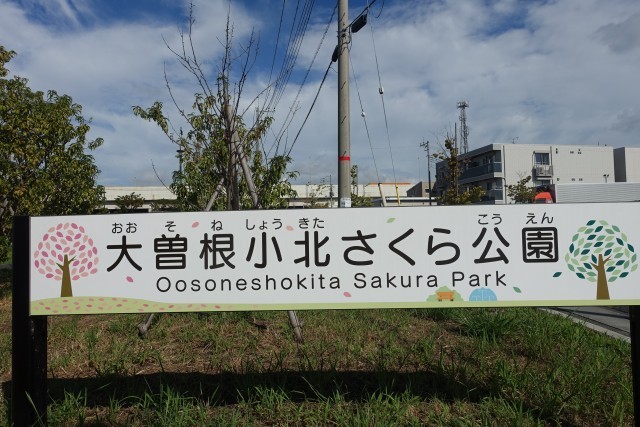 おお そ ね しょう きた こう えん
大曽根小北さくら公園
Oosoneshokita Sakura Park